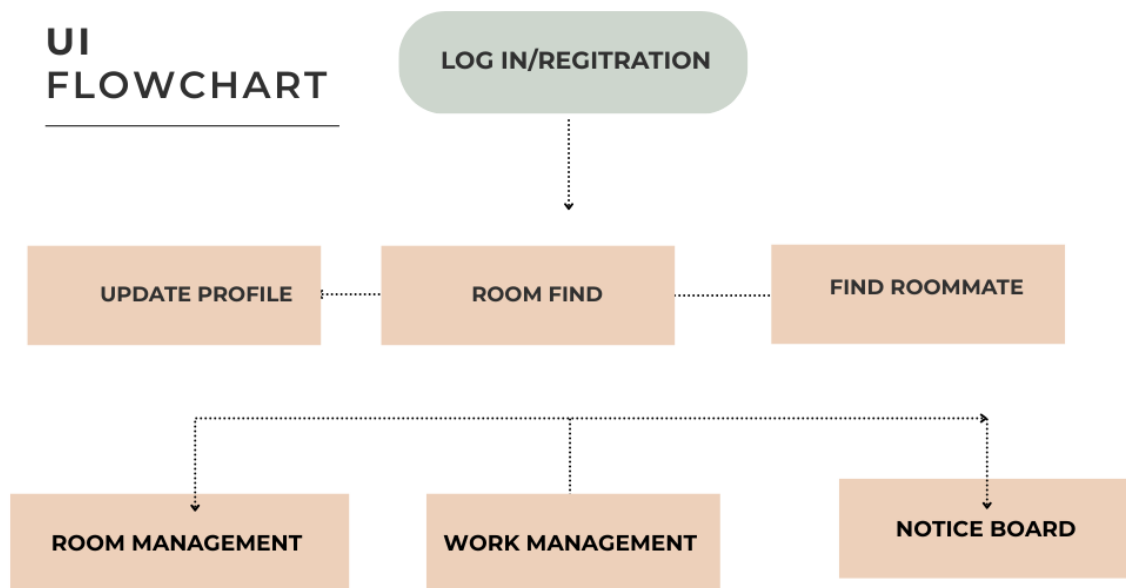 UI
FLOWCHART
LOG IN/REGITRATION
UPDATE PROFILE
ROOM FIND
FIND ROOMMATE
ROOM MANAGEMENT
WORK MANAGEMENT
NOTICE BOARD